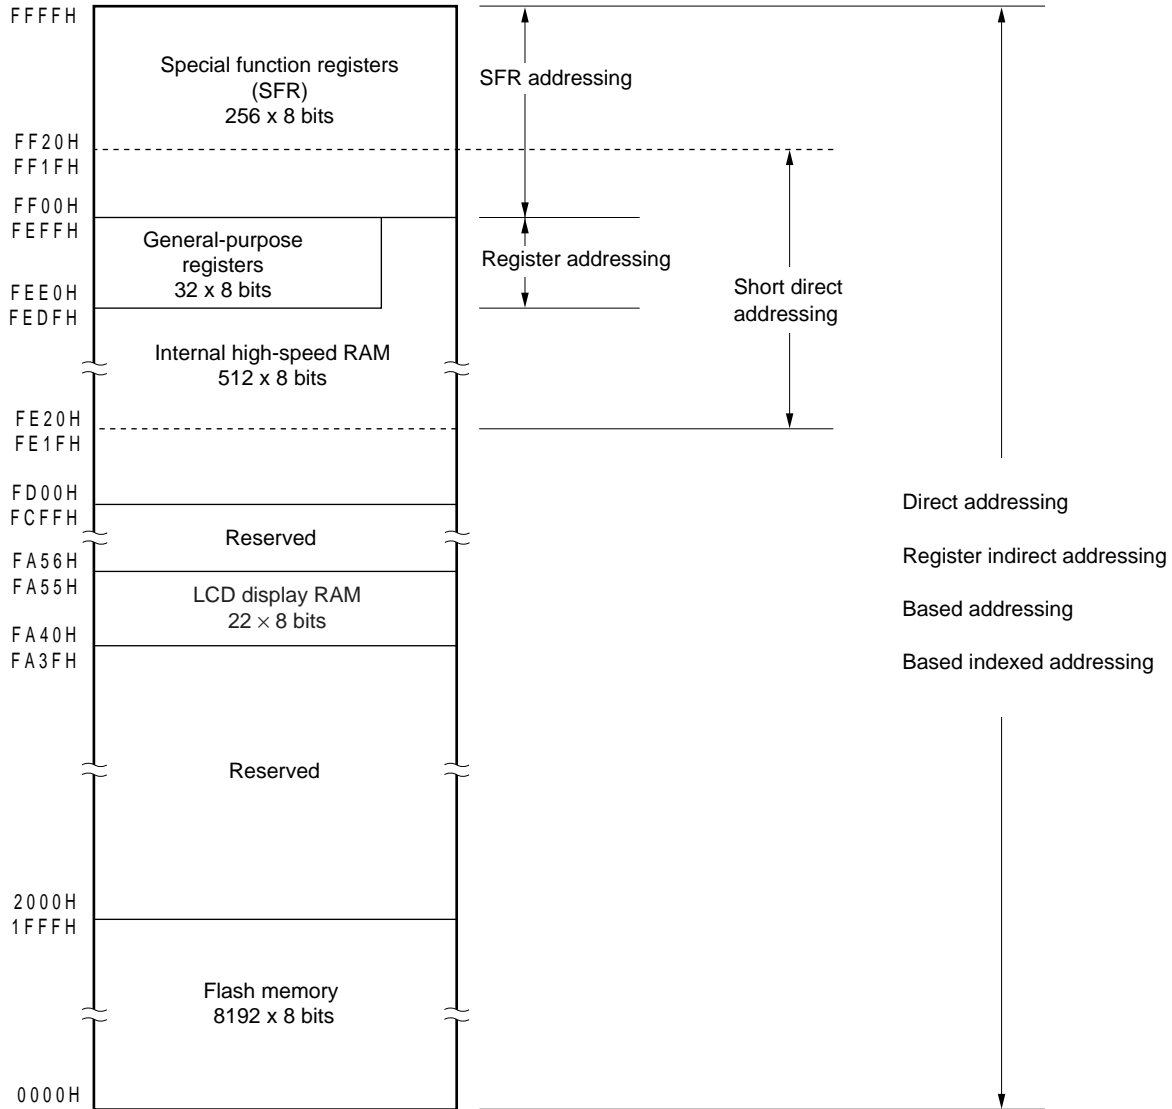 FFFFH
Special function registers
(SFR)
256 x 8 bits
SFR addressing
FF20H
FF1FH
FF00H
FEFFH
General-purpose
registers
32 x 8 bits
Register addressing
Short direct
addressing
FEE0H
FEDFH
Internal high-speed RAM
512 x 8 bits
FE20H
FE1FH
FD00H
FCFFH
Reserved
FA56H
FA55H
LCD display RAM
22 × 8 bits
FA40H
FA3FH
Direct addressing
Register indirect addressing
Based addressing
Based indexed addressing
Reserved
2000H
1FFFH
Flash memory
8192 x 8 bits
0000H